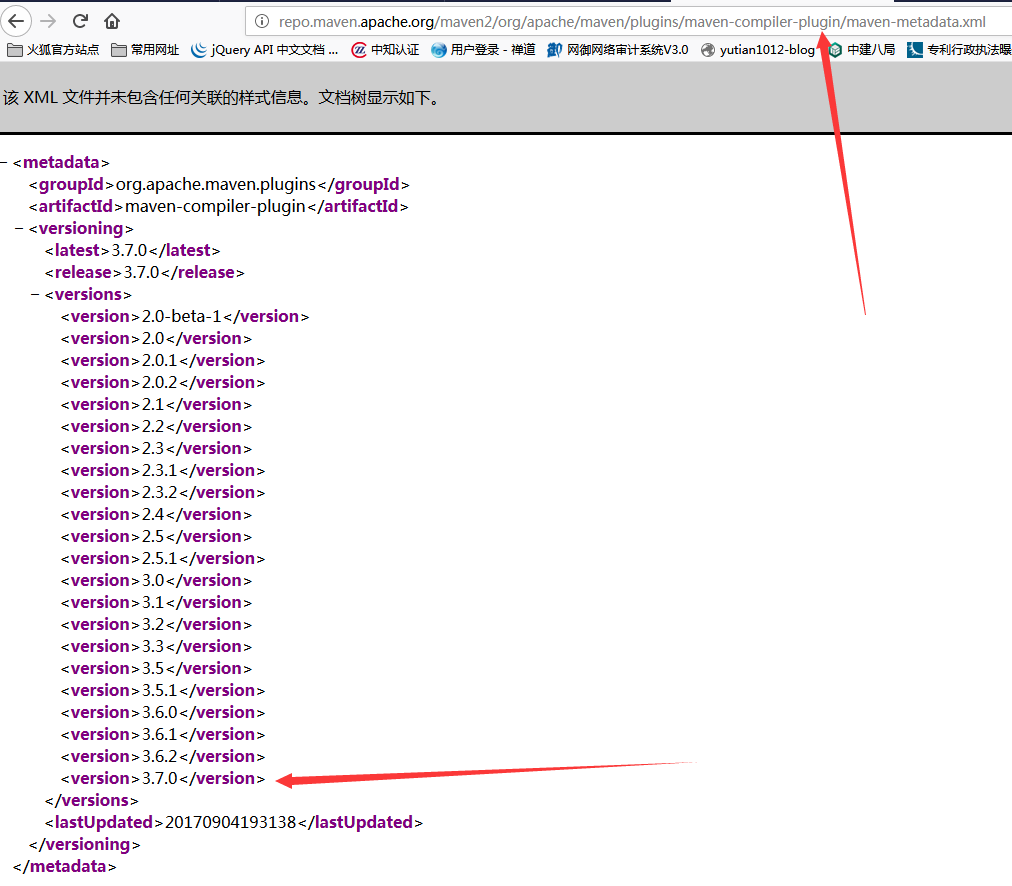 repo.maven.apache.org/maven2/org/apache/maven/plugins/maven-compiler-plugin/maven-metadata.xml
火狐官方站点 常用网址 jQuery API 中文文档 ... 中知认证 用户登录 - 禅道 网御网络审计系统V3.0 yutian1012-blog 中建八局 专利行政执法曝
该 XML 文件并未包含任何关联的样式信息。文档树显示如下。
− <metadata>
<groupId>org.apache.maven.plugins</groupId>
<artifactId>maven-compiler-plugin</artifactId>
− <versioning>
<latest>3.7.0</latest>
<release>3.7.0</release>
− <versions>
<version>2.0-beta-1</version>
<version>2.0</version>
<version>2.0.1</version>
<version>2.0.2</version>
<version>2.1</version>
<version>2.2</version>
<version>2.3</version>
<version>2.3.1</version>
<version>2.3.2</version>
<version>2.4</version>
<version>2.5</version>
<version>2.5.1</version>
<version>3.0</version>
<version>3.1</version>
<version>3.2</version>
<version>3.3</version>
<version>3.5</version>
<version>3.5.1</version>
<version>3.6.0</version>
<version>3.6.1</version>
<version>3.6.2</version>
<version>3.7.0</version>
</versions>
<lastUpdated>20170904193138</lastUpdated>
</versioning>
</metadata>